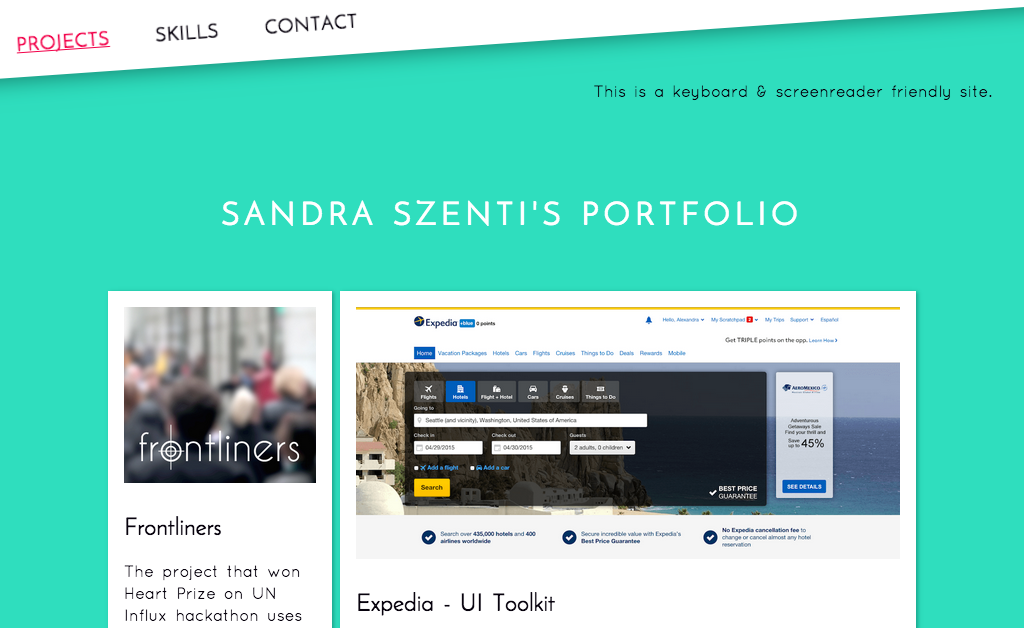 PROJECTS
SKILLS
CONTACT
This is a keyboard & screenreader friendly site.
SANDRA SZENTI'S PORTFOLIO
frontliners
Frontliners
The project that won
Heart Prize on UN
Influx hackathon uses
Expedia +blue 0 points
Hello, Alexandra
My Scratchpad 2
My Trips
Support
Español
Get TRIPLE points on the app. Learn How
Home
Vacation Packages
Hotels
Cars
Flights
Cruises
Things to Do
Deals
Rewards
Mobile
Flights
Hotels
Flight + Hotel
Cars
Cruises
Things to Do
Going to
Seattle (and vicinity), Washington, United States of America
Check in
Check out
Guests
04/29/2015
04/30/2015
2 adults, 0 children
Add a flight
Add a car
Search
BEST PRICE
GUARANTEE
AEROMEXICO
Adventurous
Getaways Sale
Find your thrill and
Save
up to 45%
SEE DETAILS
Search over 435,000 hotels and 400
airlines worldwide
Secure incredible value with Expedia's
Best Price Guarantee
No Expedia cancellation fee to
change or cancel almost any hotel
reservation
Expedia - UI Toolkit